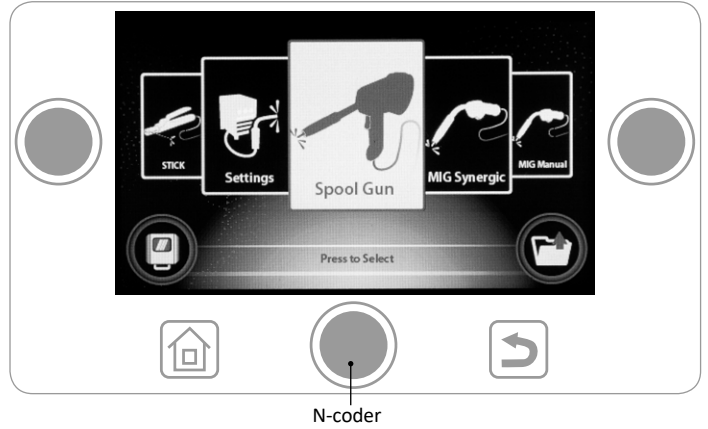 STICK
Settings
Spool Gun
MIG Synergic
MIG Manual
Press to Select
N-coder